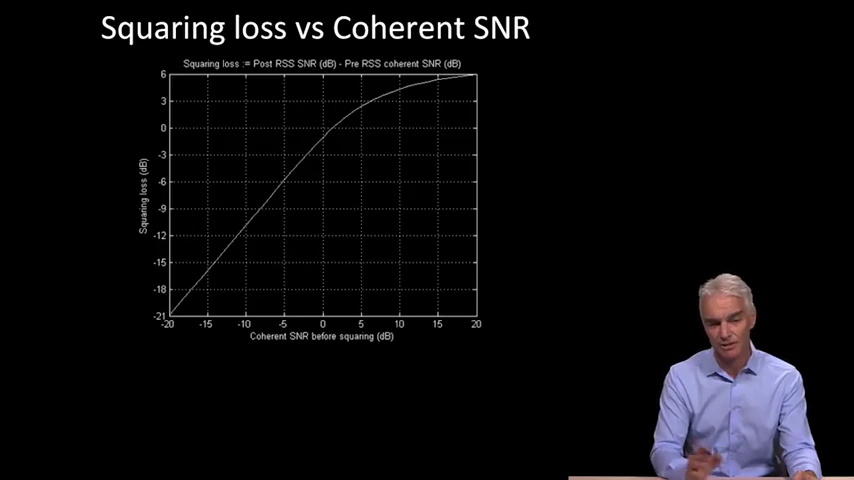 Squaring loss vs Coherent SNR
Squaring loss := Post RSS SNR (dB) - Pre RSS coherent SNR (dB)
6
3
0
-3
-6
-9
-12
-15
-18
-21
Squaring loss (dB)
-20 -15 -10 -5 0 5 10 15 20
Coherent SNR before squaring (dB)